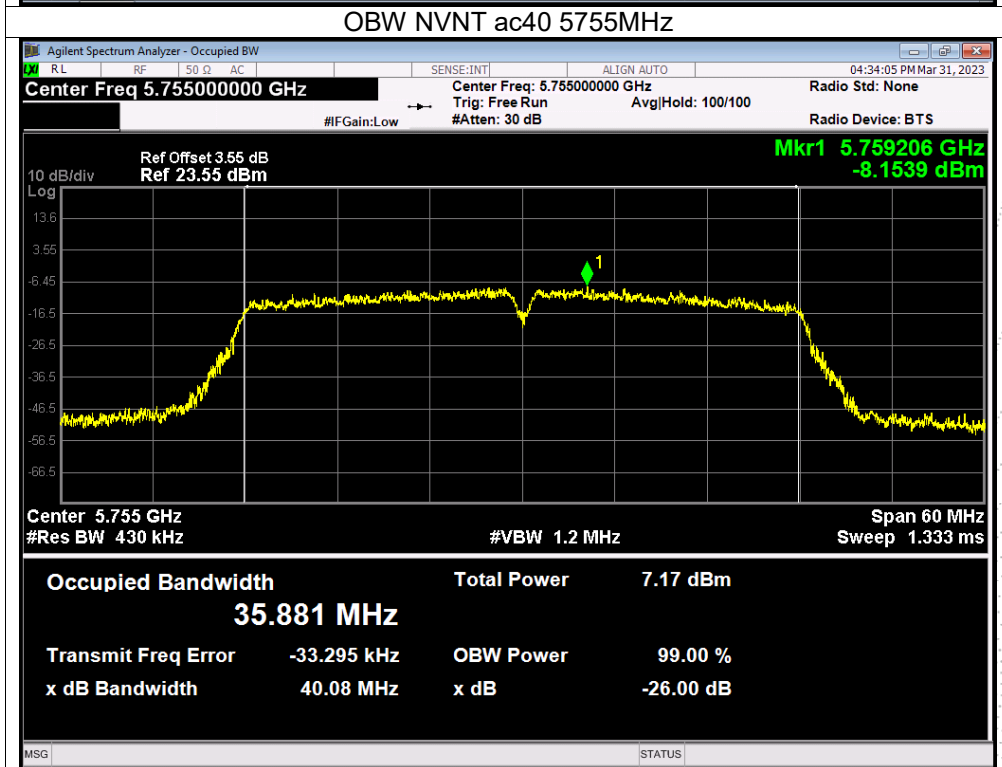 OBW NVNT ac40 5755MHz
Agilent Spectrum Analyzer - Occupied BW
LXI RL RF 50 Ω AC SENSE:INT ALIGN AUTO 04:34:05 PM Mar 31, 2023
Center Freq 5.755000000 GHz Center Freq: 5.755000000 GHz Radio Std: None
Trig: Free Run Avg|Hold: 100/100
#IFGain:Low #Atten: 30 dB Radio Device: BTS
Mkr1 5.759206 GHz
-8.1539 dBm
Ref Offset 3.55 dB
10 dB/div Ref 23.55 dBm
Log
13.6
3.55
-6.45
-16.5
-26.5
-36.5
-46.5
-56.5
-66.5
1
Center 5.755 GHz Span 60 MHz
#Res BW 430 kHz #VBW 1.2 MHz Sweep 1.333 ms
Occupied Bandwidth Total Power 7.17 dBm
35.881 MHz
Transmit Freq Error -33.295 kHz OBW Power 99.00 %
x dB Bandwidth 40.08 MHz x dB -26.00 dB
MSG STATUS